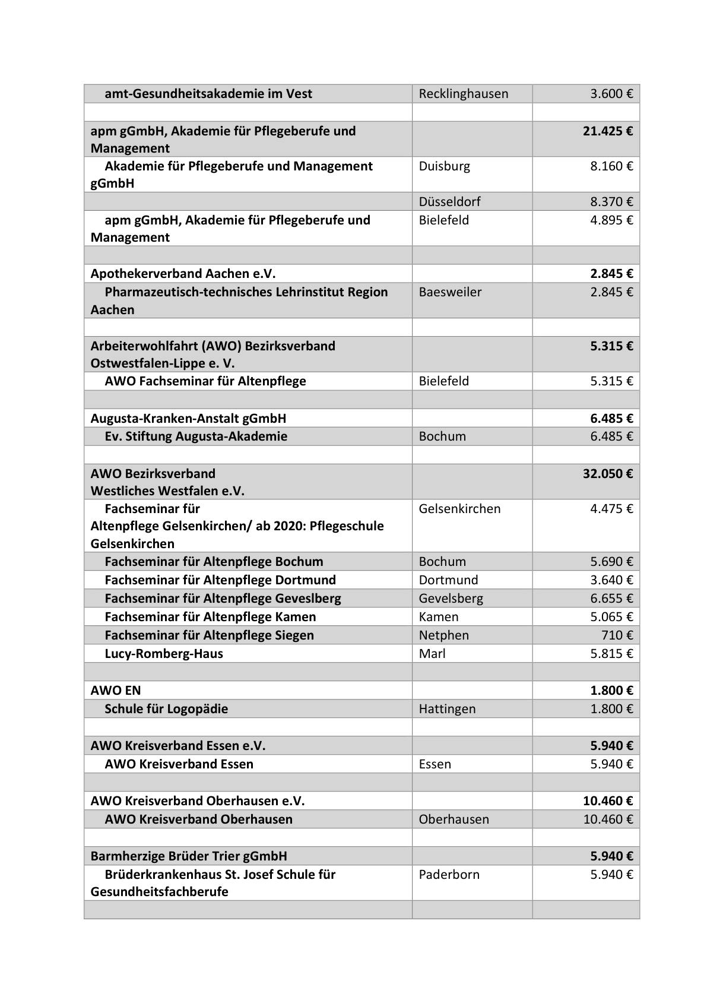 amt-Gesundheitsakademie im Vest Recklinghausen 3.600 €
apm gGmbH, Akademie für Pflegeberufe und 21.425 €
Management
Akademie für Pflegeberufe und Management Duisburg 8.160 €
gGmbH
Düsseldorf 8.370 €
apm gGmbH, Akademie für Pflegeberufe und Bielefeld 4.895 €
Management
Apothekerverband Aachen e.V. 2.845 €
Pharmazeutisch-technisches Lehrinstitut Region Baesweiler 2.845 €
Aachen
Arbeiterwohlfahrt (AWO) Bezirksverband 5.315 €
Ostwestfalen-Lippe e. V.
AWO Fachseminar für Altenpflege Bielefeld 5.315 €
Augusta-Kranken-Anstalt gGmbH 6.485 €
Ev. Stiftung Augusta-Akademie Bochum 6.485 €
AWO Bezirksverband 32.050 €
Westliches Westfalen e.V.
Fachseminar für Gelsenkirchen 4.475 €
Altenpflege Gelsenkirchen/ ab 2020: Pflegeschule
Gelsenkirchen
Fachseminar für Altenpflege Bochum Bochum 5.690 €
Fachseminar für Altenpflege Dortmund Dortmund 3.640 €
Fachseminar für Altenpflege Geveslberg Gevelsberg 6.655 €
Fachseminar für Altenpflege Kamen Kamen 5.065 €
Fachseminar für Altenpflege Siegen Netphen 710 €
Lucy-Romberg-Haus Marl 5.815 €
AWO EN 1.800 €
Schule für Logopädie Hattingen 1.800 €
AWO Kreisverband Essen e.V. 5.940 €
AWO Kreisverband Essen Essen 5.940 €
AWO Kreisverband Oberhausen e.V. 10.460 €
AWO Kreisverband Oberhausen Oberhausen 10.460 €
Barmherzige Brüder Trier gGmbH 5.940 €
Brüderkrankenhaus St. Josef Schule für Paderborn 5.940 €
Gesundheitsfachberufe